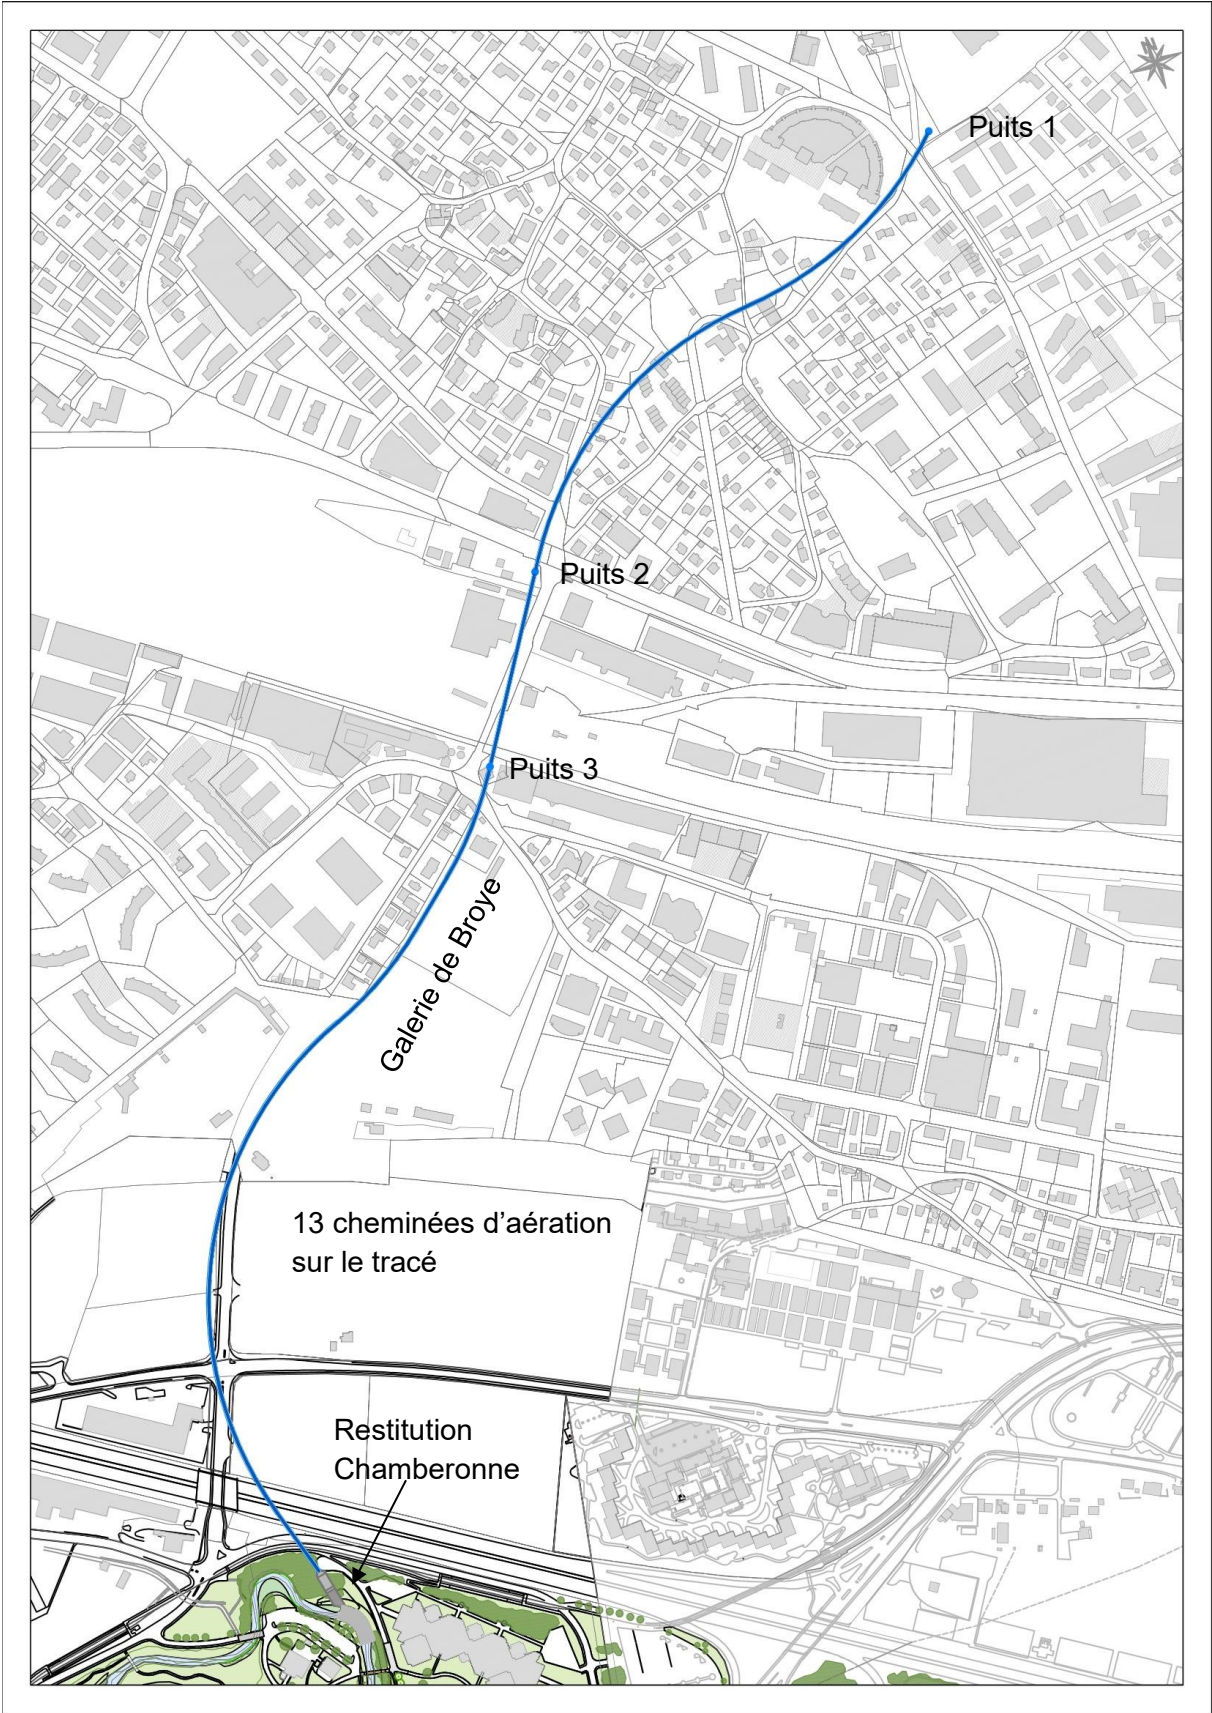 Puits 1
Puits 2
Puits 3
Galerie de Broye
13 cheminées d’aération
sur le tracé
Restitution
Chamberonne